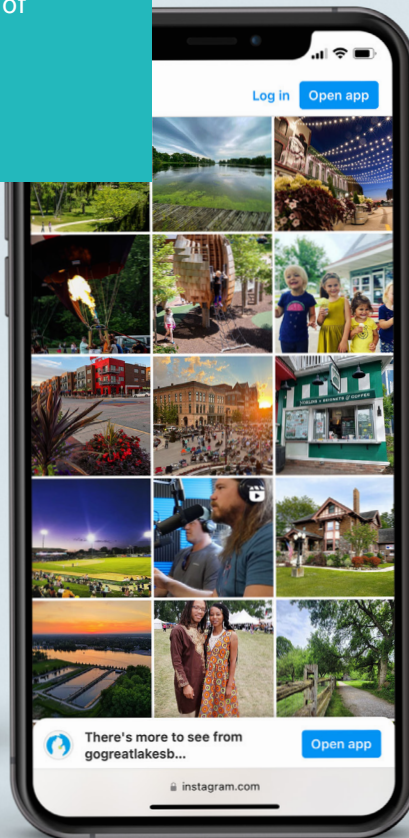 of
Log in
Open app
There's more to see from
gogreatlakesb...
Open app
instagram.com